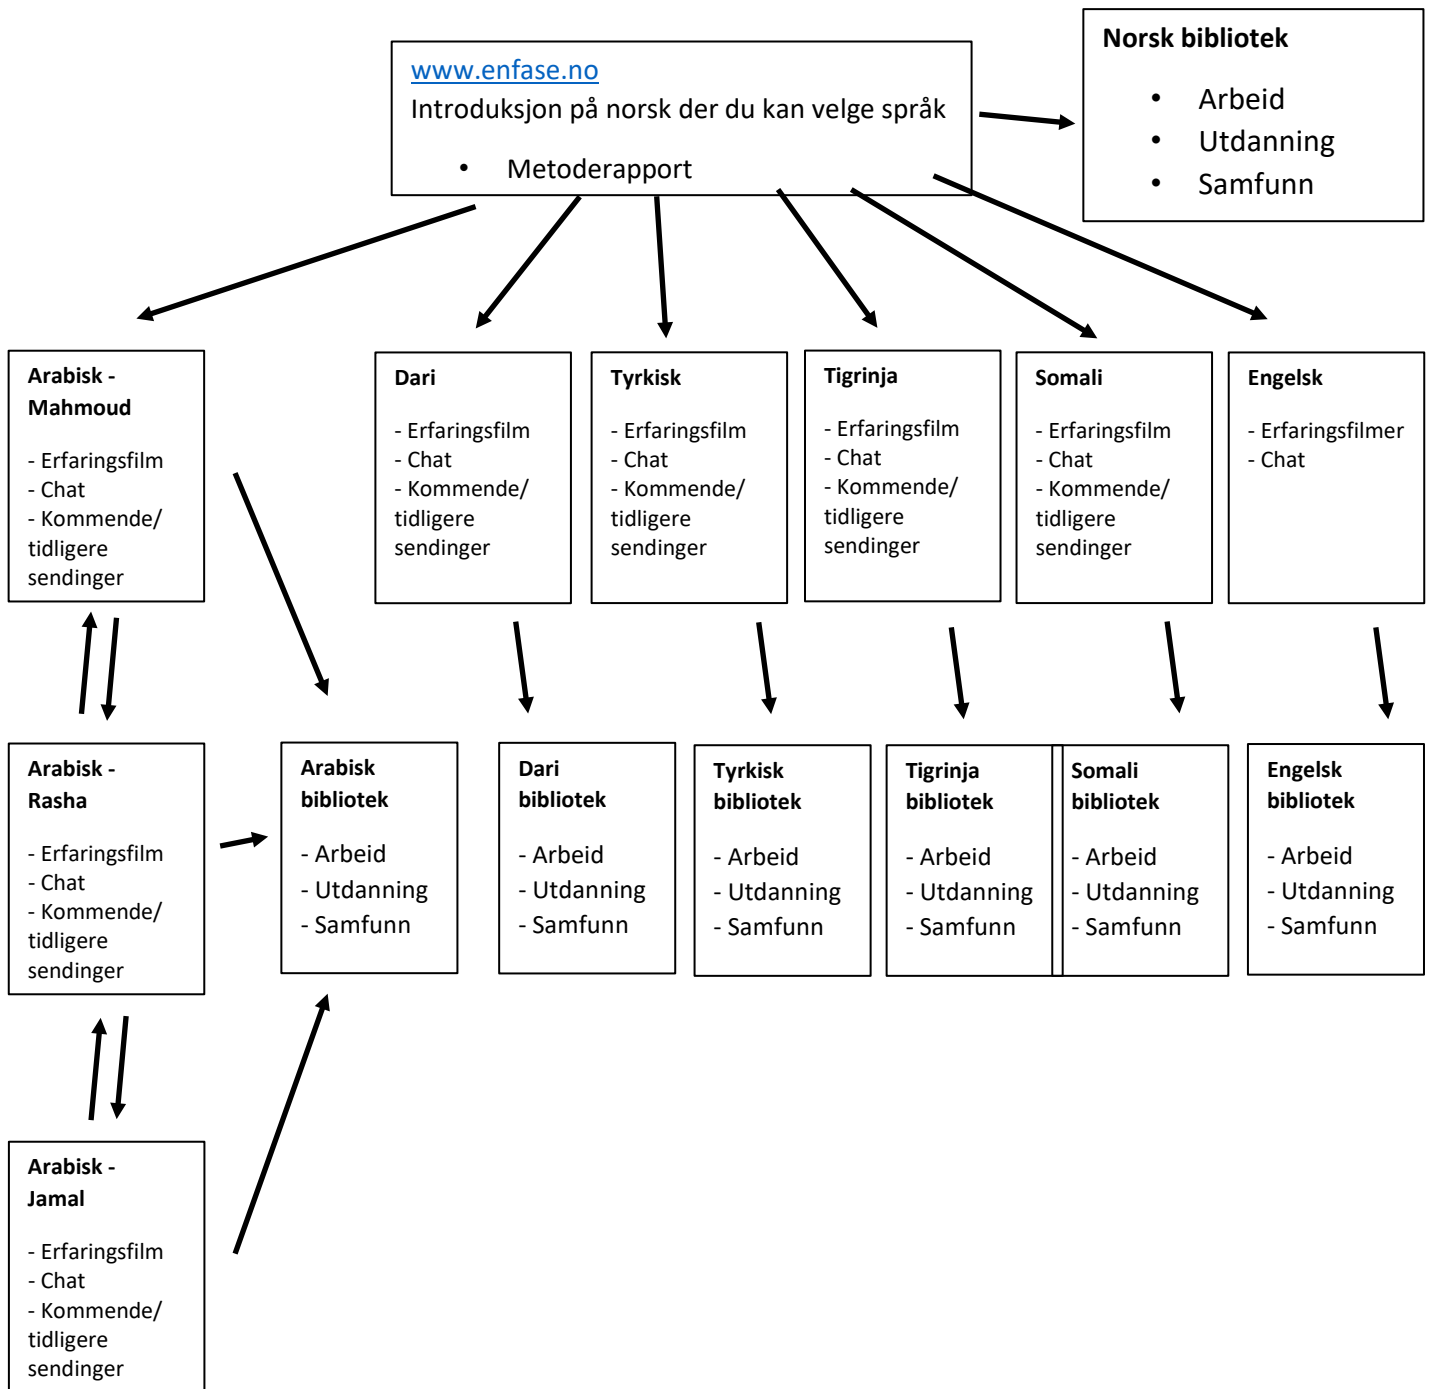 www.enfase.no
Introduksjon på norsk der du kan velge språk
• Metoderapport
Norsk bibliotek
• Arbeid
• Utdanning
• Samfunn
Arabisk -
Mahmoud
- Erfaringsfilm
- Chat
- Kommende/
tidligere
sendinger
Dari
- Erfaringsfilm
- Chat
- Kommende/
tidligere
sendinger
Tyrkisk
- Erfaringsfilm
- Chat
- Kommende/
tidligere
sendinger
Tigrinja
- Erfaringsfilm
- Chat
- Kommende/
tidligere
sendinger
Somali
- Erfaringsfilm
- Chat
- Kommende/
tidligere
sendinger
Engelsk
- Erfaringsfilmer
- Chat
Arabisk -
Rasha
- Erfaringsfilm
- Chat
- Kommende/
tidligere
sendinger
Arabisk
bibliotek
- Arbeid
- Utdanning
- Samfunn
Dari
bibliotek
- Arbeid
- Utdanning
- Samfunn
Tyrkisk
bibliotek
- Arbeid
- Utdanning
- Samfunn
Tigrinja
bibliotek
- Arbeid
- Utdanning
- Samfunn
Somali
bibliotek
- Arbeid
- Utdanning
- Samfunn
Engelsk
bibliotek
- Arbeid
- Utdanning
- Samfunn
Arabisk -
Jamal
- Erfaringsfilm
- Chat
- Kommende/
tidligere
sendinger